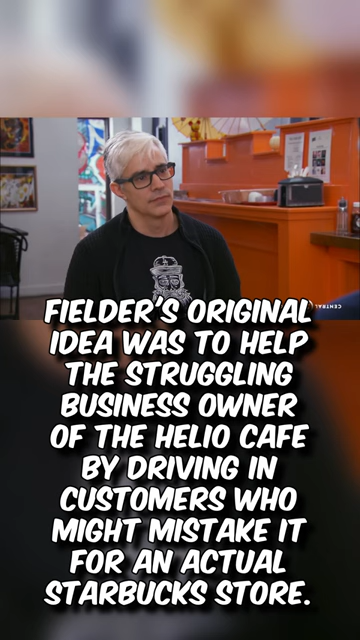 CENTRAL
FIELDER'S ORIGINAL
IDEA WAS TO HELP
THE STRUGGLING
BUSINESS OWNER
OF THE HELIO CAFE
BY DRIVING IN
CUSTOMERS WHO
MIGHT MISTAKE IT
FOR AN ACTUAL
STARBUCKS STORE.